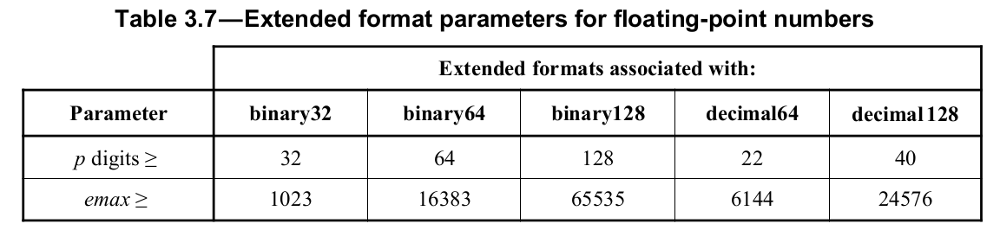 Table 3.7—Extended format parameters for floating-point numbers
Extended formats associated with:
Parameter binary32 binary64 binary128 decimal64 decimal128
p digits ≥ 32 64 128 22 40
emax ≥ 1023 16383 65535 6144 24576